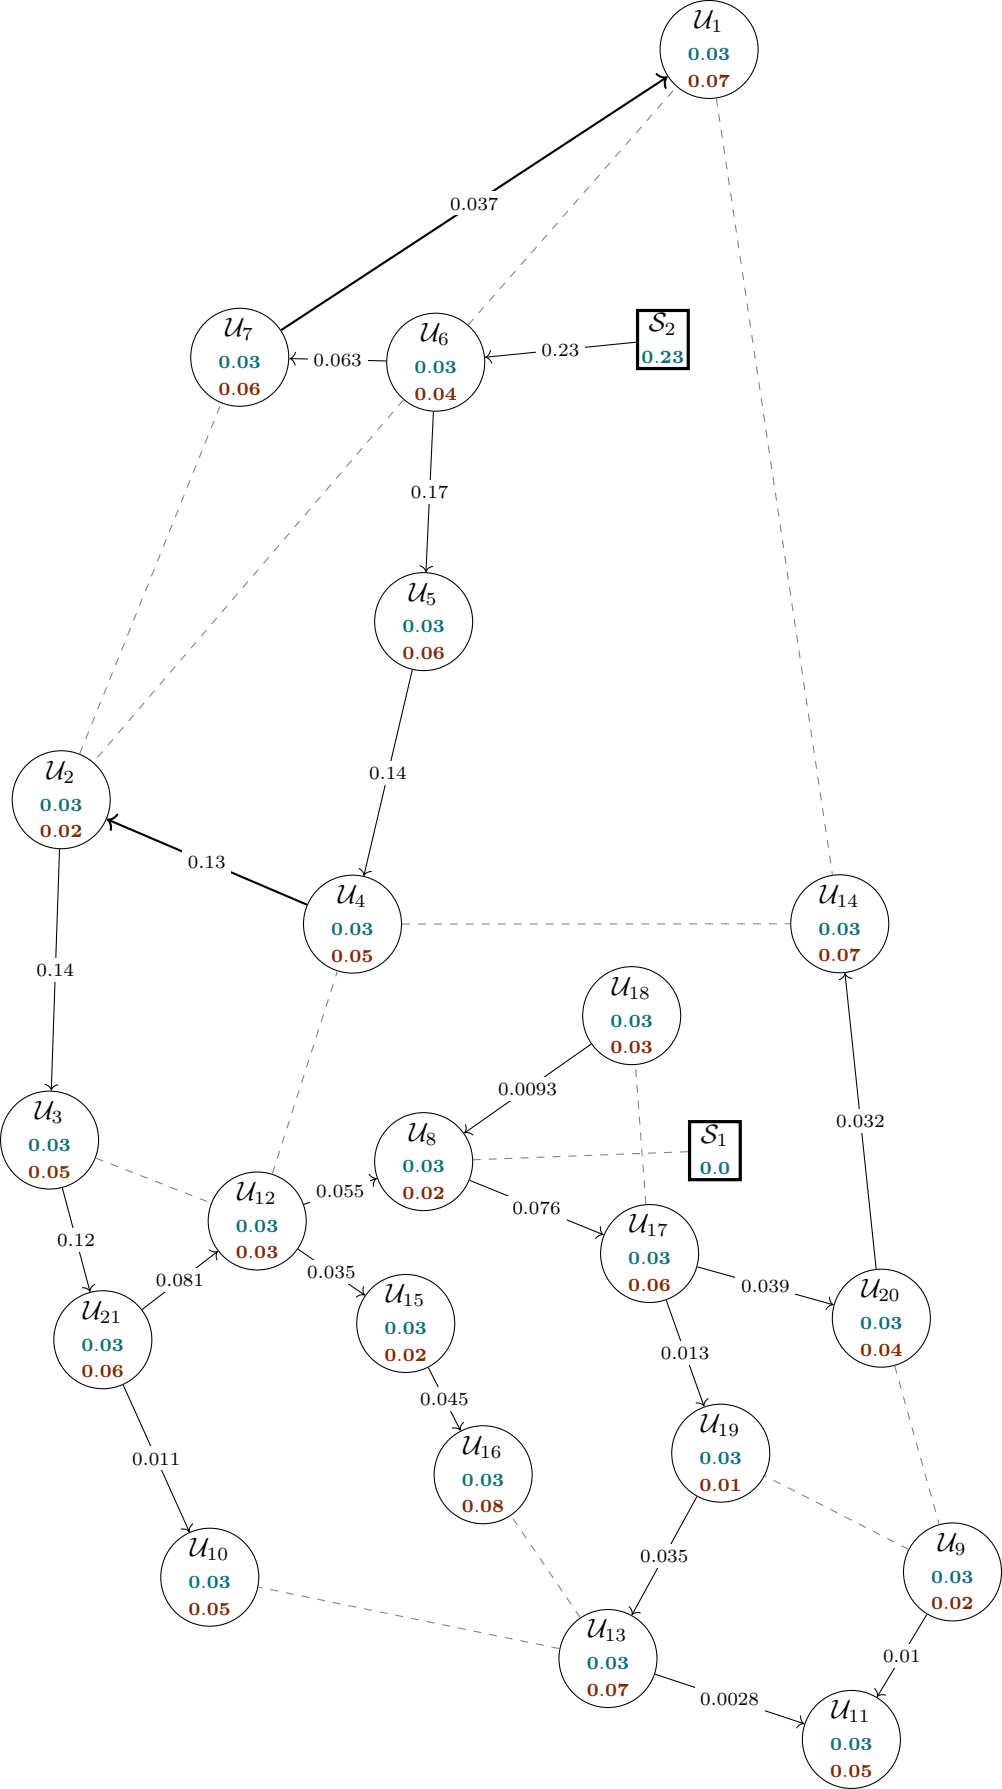 𝒰₁
0.03
0.07
0.037
𝒰₇
0.03
0.06
0.063
𝒰₆
0.03
0.04
0.23
𝒮₂
0.23
0.17
𝒰₅
0.03
0.06
0.14
𝒰₂
0.03
0.02
0.13
𝒰₄
0.03
0.05
𝒰₁₄
0.03
0.07
0.14
𝒰₁₈
0.03
0.03
0.0093
0.032
𝒰₃
0.03
0.05
𝒰₈
0.03
0.02
𝒮₁
0.0
𝒰₁₂
0.03
0.03
0.055
0.076
𝒰₁₇
0.03
0.06
0.12
0.081
0.035
0.039
𝒰₂₁
0.03
0.06
𝒰₁₅
0.03
0.02
𝒰₂₀
0.03
0.04
0.013
0.045
𝒰₁₉
0.03
0.01
0.011
𝒰₁₆
0.03
0.08
𝒰₁₀
0.03
0.05
0.035
𝒰₉
0.03
0.02
𝒰₁₃
0.03
0.07
0.01
0.0028
𝒰₁₁
0.03
0.05